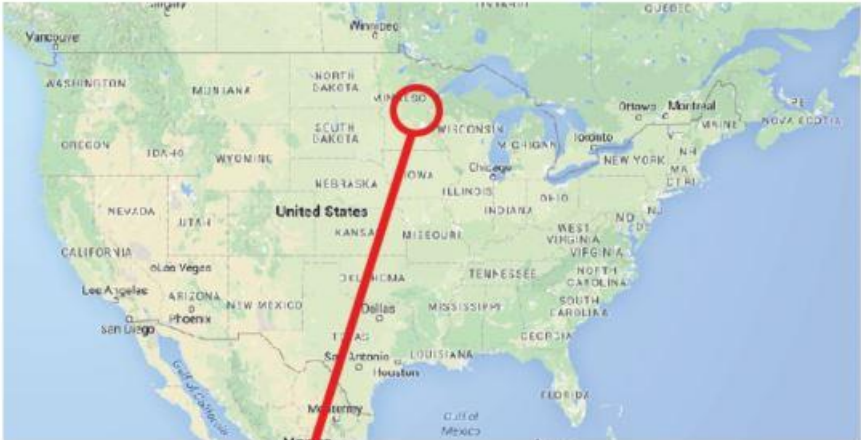 QUEBEC
Winnipeg
Vancouver
WASHINGTON
MONTANA
NORTH
DAKOTA
Ottawa
Montreal
MAINE
NOVA SCOTIA
SOUTH
DAKOTA
WISCONSIN
MICHIGAN
Toronto
OREGON
IDAHO
WYOMING
NEW YORK
NH
MA
CT RI
Chicago
IOWA
NEBRASKA
ILLINOIS
OHIO
INDIANA
United States
NEVADA
UTAH
NJ
KANSAS
MISSOURI
WEST
VIRGINIA
VIRGINIA
CALIFORNIA
Las Vegas
OKLAHOMA
TENNESSEE
NORTH
CAROLINA
Los Angeles
ARIZONA
NEW MEXICO
Dallas
MISSISSIPPI
SOUTH
CAROLINA
Phoenix
San Diego
GEORGIA
San Antonio
LOUISIANA
Houston
Gulf of California
FLORIDA
Monterrey
Gulf of
Mexico